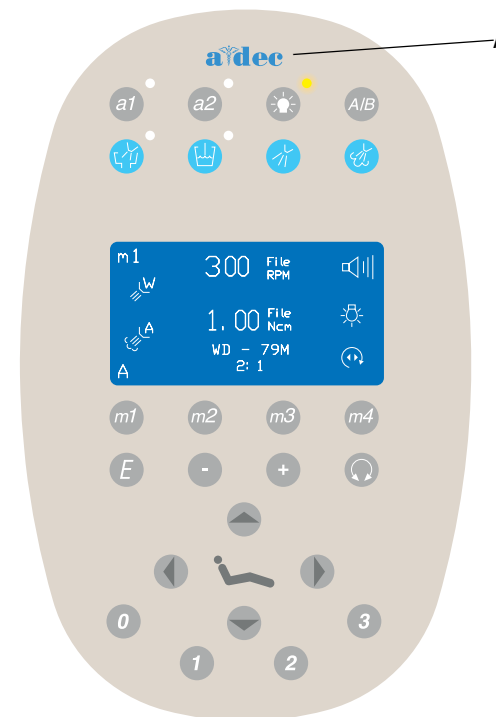 a dec
a1 a2 A/B
m1 300 File RPM
W
1.00 File Ncm
A
WD - 79M
A 2:1
m1 m2 m3 m4
E - +
0 3
1 2